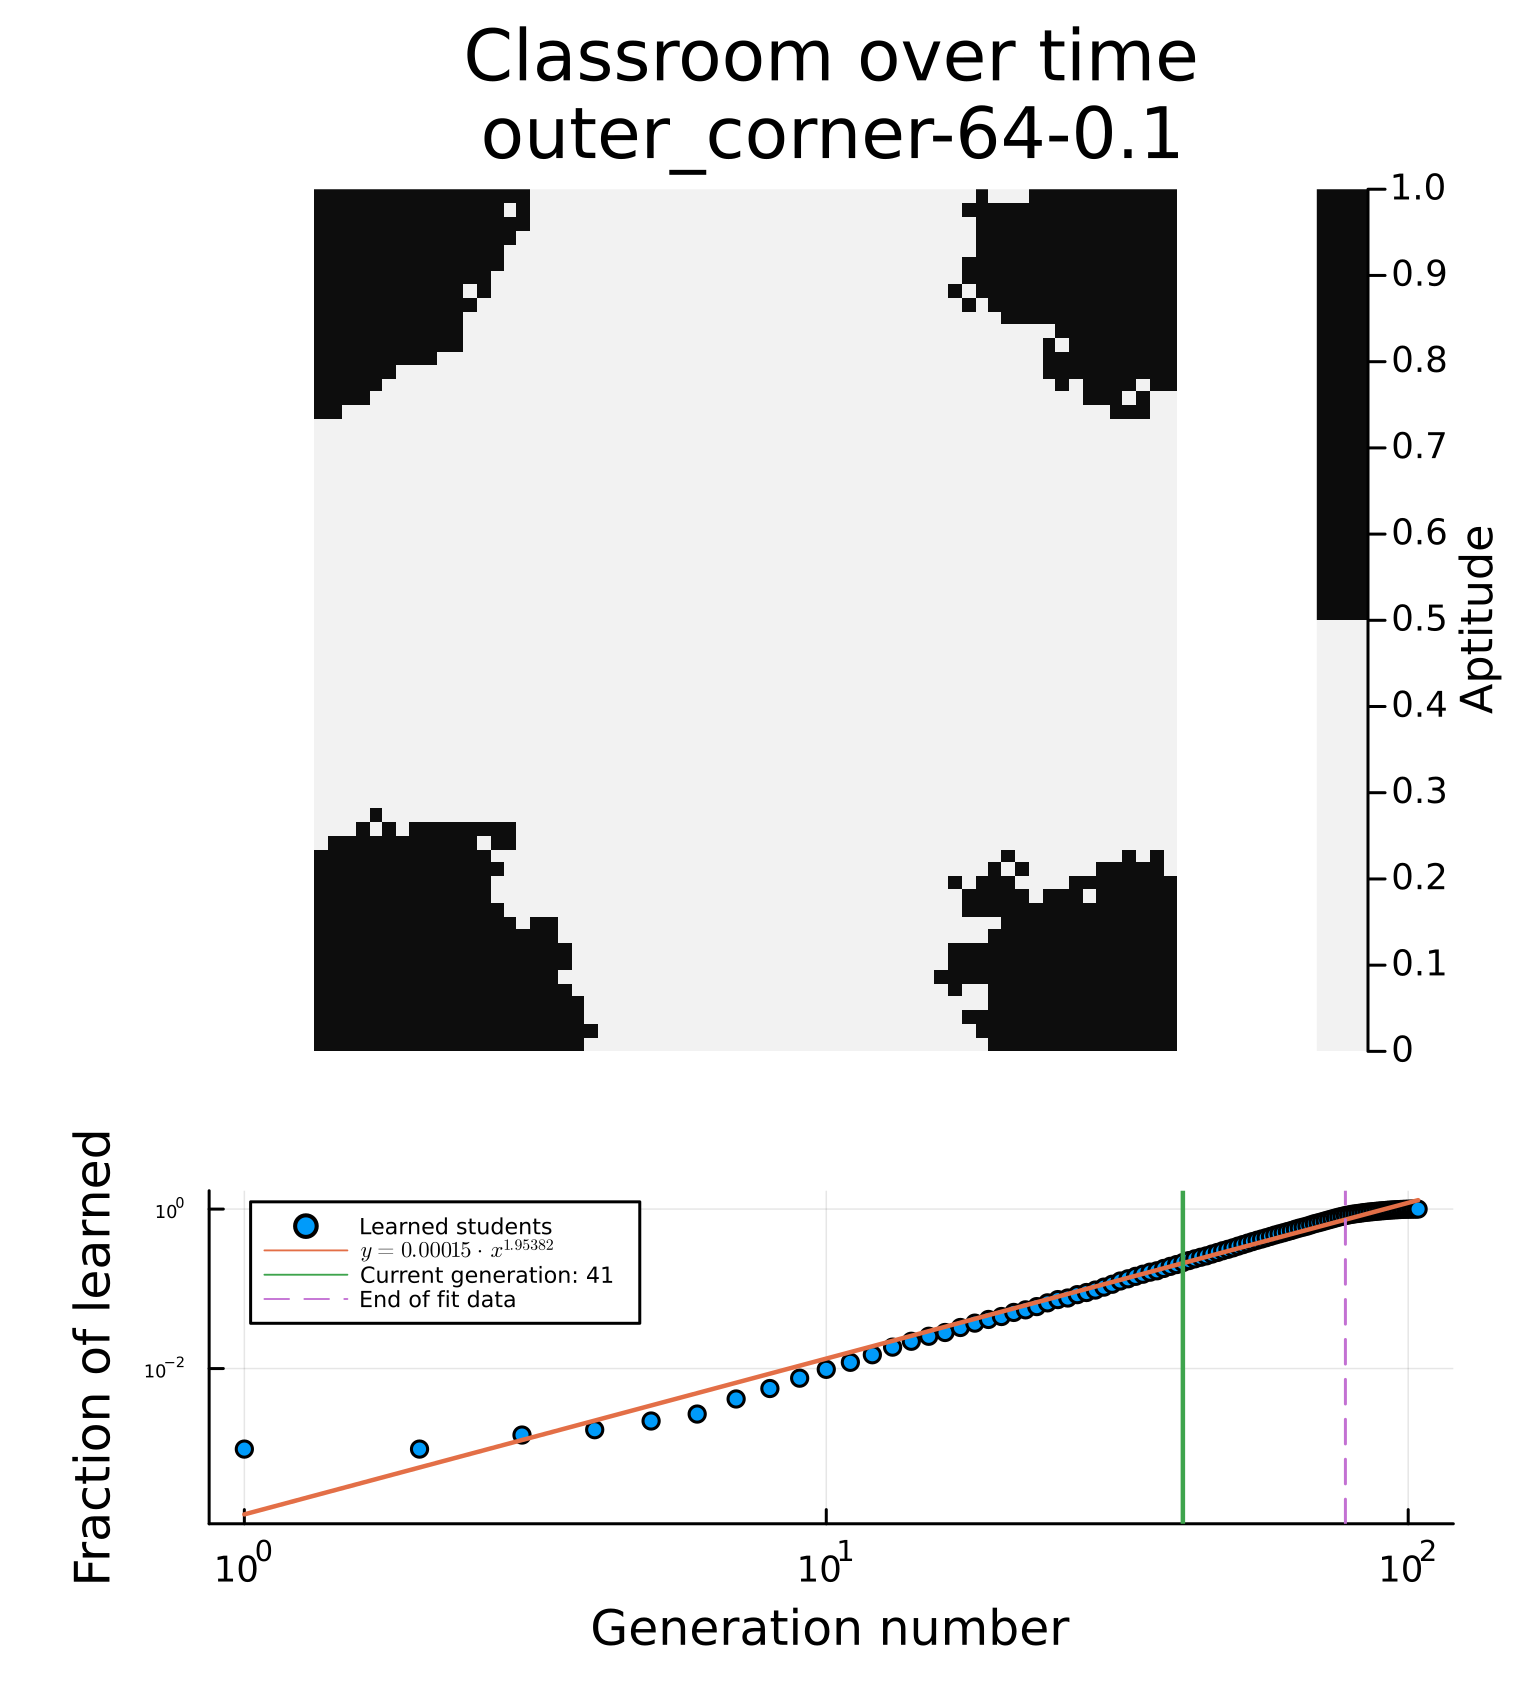 Classroom over time
outer_corner-64-0.1
1.0
0.9
0.8
0.7
0.6
0.5
0.4
0.3
0.2
0.1
0
Aptitude
Fraction of learned
10^0
10^-2
Learned students
y = 0.00015 · x^1.95382
Current generation: 41
End of fit data
10^0
10^1
10^2
Generation number